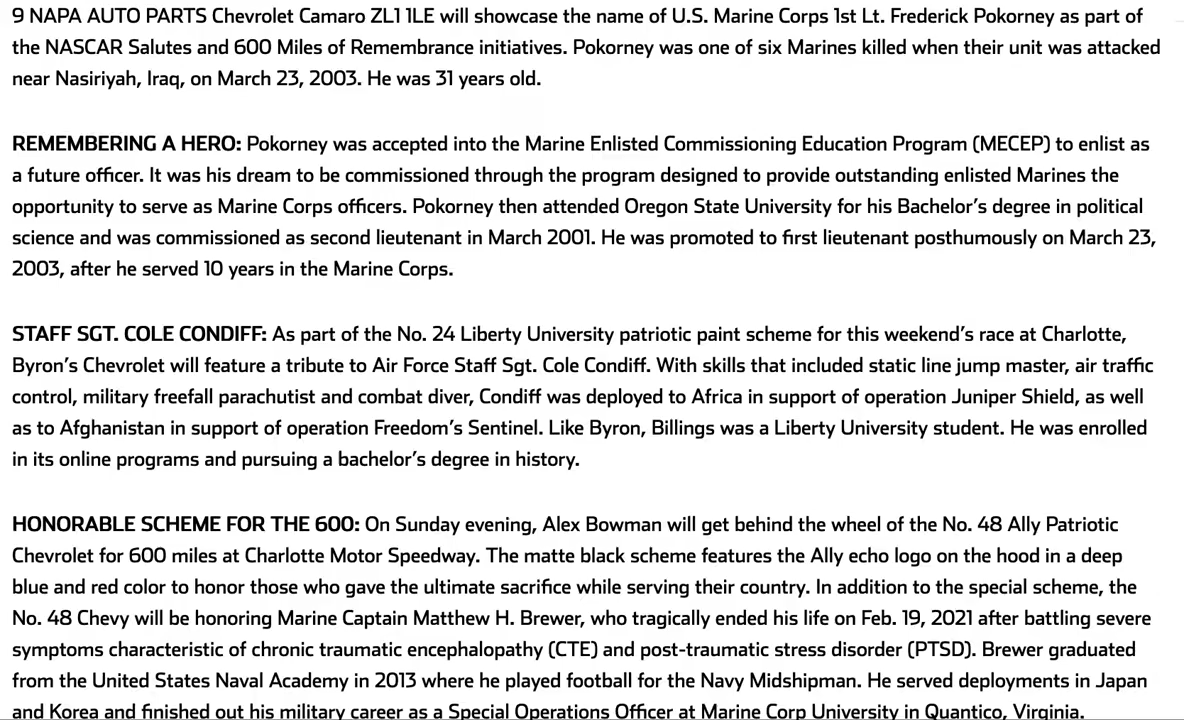 9 NAPA AUTO PARTS Chevrolet Camaro ZL1 1LE will showcase the name of U.S. Marine Corps 1st Lt. Frederick Pokorney as part of
the NASCAR Salutes and 600 Miles of Remembrance initiatives. Pokorney was one of six Marines killed when their unit was attacked
near Nasiriyah, Iraq, on March 23, 2003. He was 31 years old.
REMEMBERING A HERO: Pokorney was accepted into the Marine Enlisted Commissioning Education Program (MECEP) to enlist as
a future officer. It was his dream to be commissioned through the program designed to provide outstanding enlisted Marines the
opportunity to serve as Marine Corps officers. Pokorney then attended Oregon State University for his Bachelor's degree in political
science and was commissioned as second lieutenant in March 2001. He was promoted to first lieutenant posthumously on March 23,
2003, after he served 10 years in the Marine Corps.
STAFF SGT. COLE CONDIFF: As part of the No. 24 Liberty University patriotic paint scheme for this weekend's race at Charlotte,
Byron's Chevrolet will feature a tribute to Air Force Staff Sgt. Cole Condiff. With skills that included static line jump master, air traffic
control, military freefall parachutist and combat diver, Condiff was deployed to Africa in support of operation Juniper Shield, as well
as to Afghanistan in support of operation Freedom's Sentinel. Like Byron, Billings was a Liberty University student. He was enrolled
in its online programs and pursuing a bachelor's degree in history.
HONORABLE SCHEME FOR THE 600: On Sunday evening, Alex Bowman will get behind the wheel of the No. 48 Ally Patriotic
Chevrolet for 600 miles at Charlotte Motor Speedway. The matte black scheme features the Ally echo logo on the hood in a deep
blue and red color to honor those who gave the ultimate sacrifice while serving their country. In addition to the special scheme, the
No. 48 Chevy will be honoring Marine Captain Matthew H. Brewer, who tragically ended his life on Feb. 19, 2021 after battling severe
symptoms characteristic of chronic traumatic encephalopathy (CTE) and post-traumatic stress disorder (PTSD). Brewer graduated
from the United States Naval Academy in 2013 where he played football for the Navy Midshipman. He served deployments in Japan
and Korea and finished out his military career as a Special Operations Officer at Marine Corp University in Quantico, Virginia.